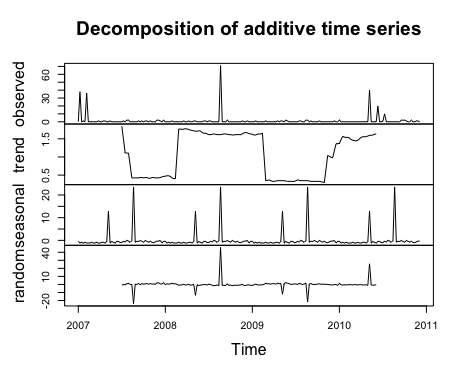 Decomposition of additive time series
observed
60
30
0
trend
1.5
0.5
seasonal
20
10
0
random
40
10
-20
2007 2008 2009 2010 2011
Time